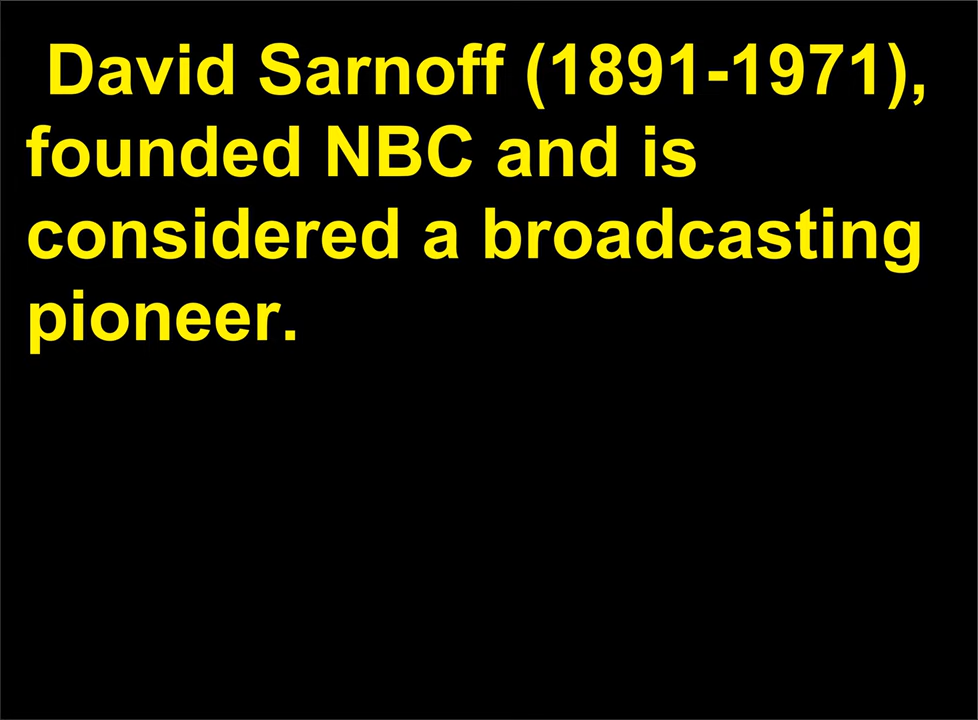 David Sarnoff (1891-1971),
founded NBC and is
considered a broadcasting
pioneer.